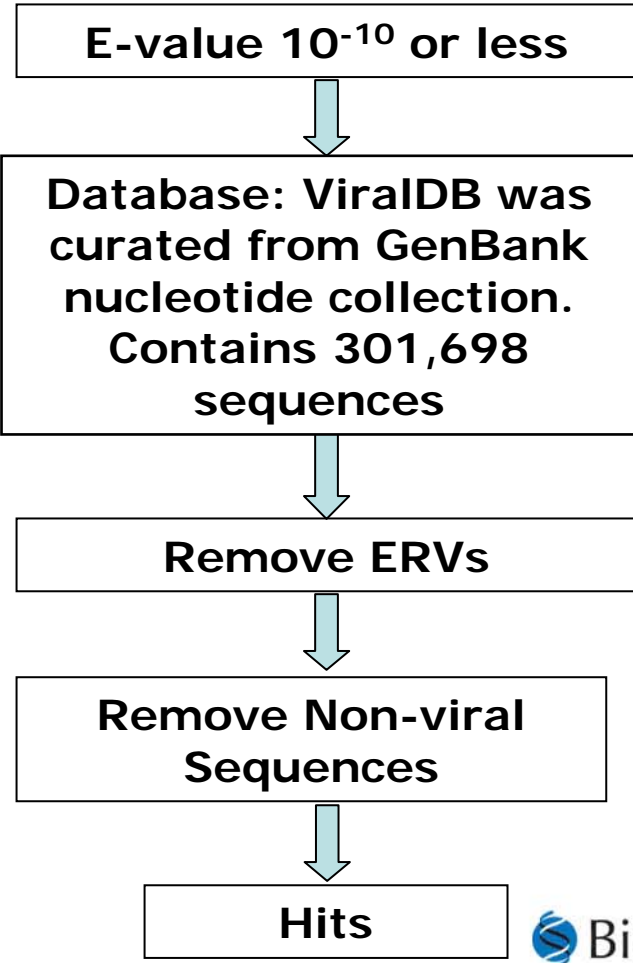 E-value 10⁻¹⁰ or less
Database: ViralDB was
curated from GenBank
nucleotide collection.
Contains 301,698
sequences
Remove ERVs
Remove Non-viral
Sequences
Hits
Bi